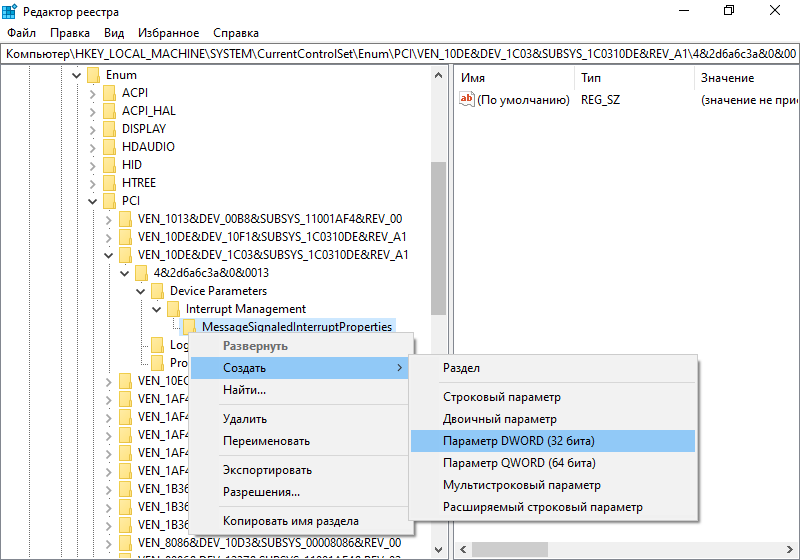 Редактор реестра
Файл Правка Вид Избранное Справка
Компьютер\HKEY_LOCAL_MACHINE\SYSTEM\CurrentControlSet\Enum\PCI\VEN_10DE&DEV_1C03&SUBSYS_1C0310DE&REV_A1\4&2d6a6c3a&0&00
Enum
ACPI
ACPI_HAL
DISPLAY
HDAUDIO
HID
HTREE
PCI
VEN_1013&DEV_00B8&SUBSYS_11001AF4&REV_00
VEN_10DE&DEV_10F1&SUBSYS_1C0310DE&REV_A1
VEN_10DE&DEV_1C03&SUBSYS_1C0310DE&REV_A1
4&2d6a6c3a&0&0013
Device Parameters
Interrupt Management
MessageSignaledInterruptProperties
Log
Pro
VEN_10EC
VEN_1AF4
VEN_1AF4
VEN_1AF4
VEN_1AF4
VEN_1AF4
VEN_1B36
VEN_1B36
VEN_1B36
VEN_8086&DEV_10D3&SUBSYS_00008086&REV_00
Имя Тип Значение
ab (По умолчанию) REG_SZ (значение не при
Развернуть
Создать
Найти...
Удалить
Переименовать
Экспортировать
Разрешения...
Копировать имя раздела
Раздел
Строковый параметр
Двоичный параметр
Параметр DWORD (32 бита)
Параметр QWORD (64 бита)
Мультистроковый параметр
Расширяемый строковый параметр